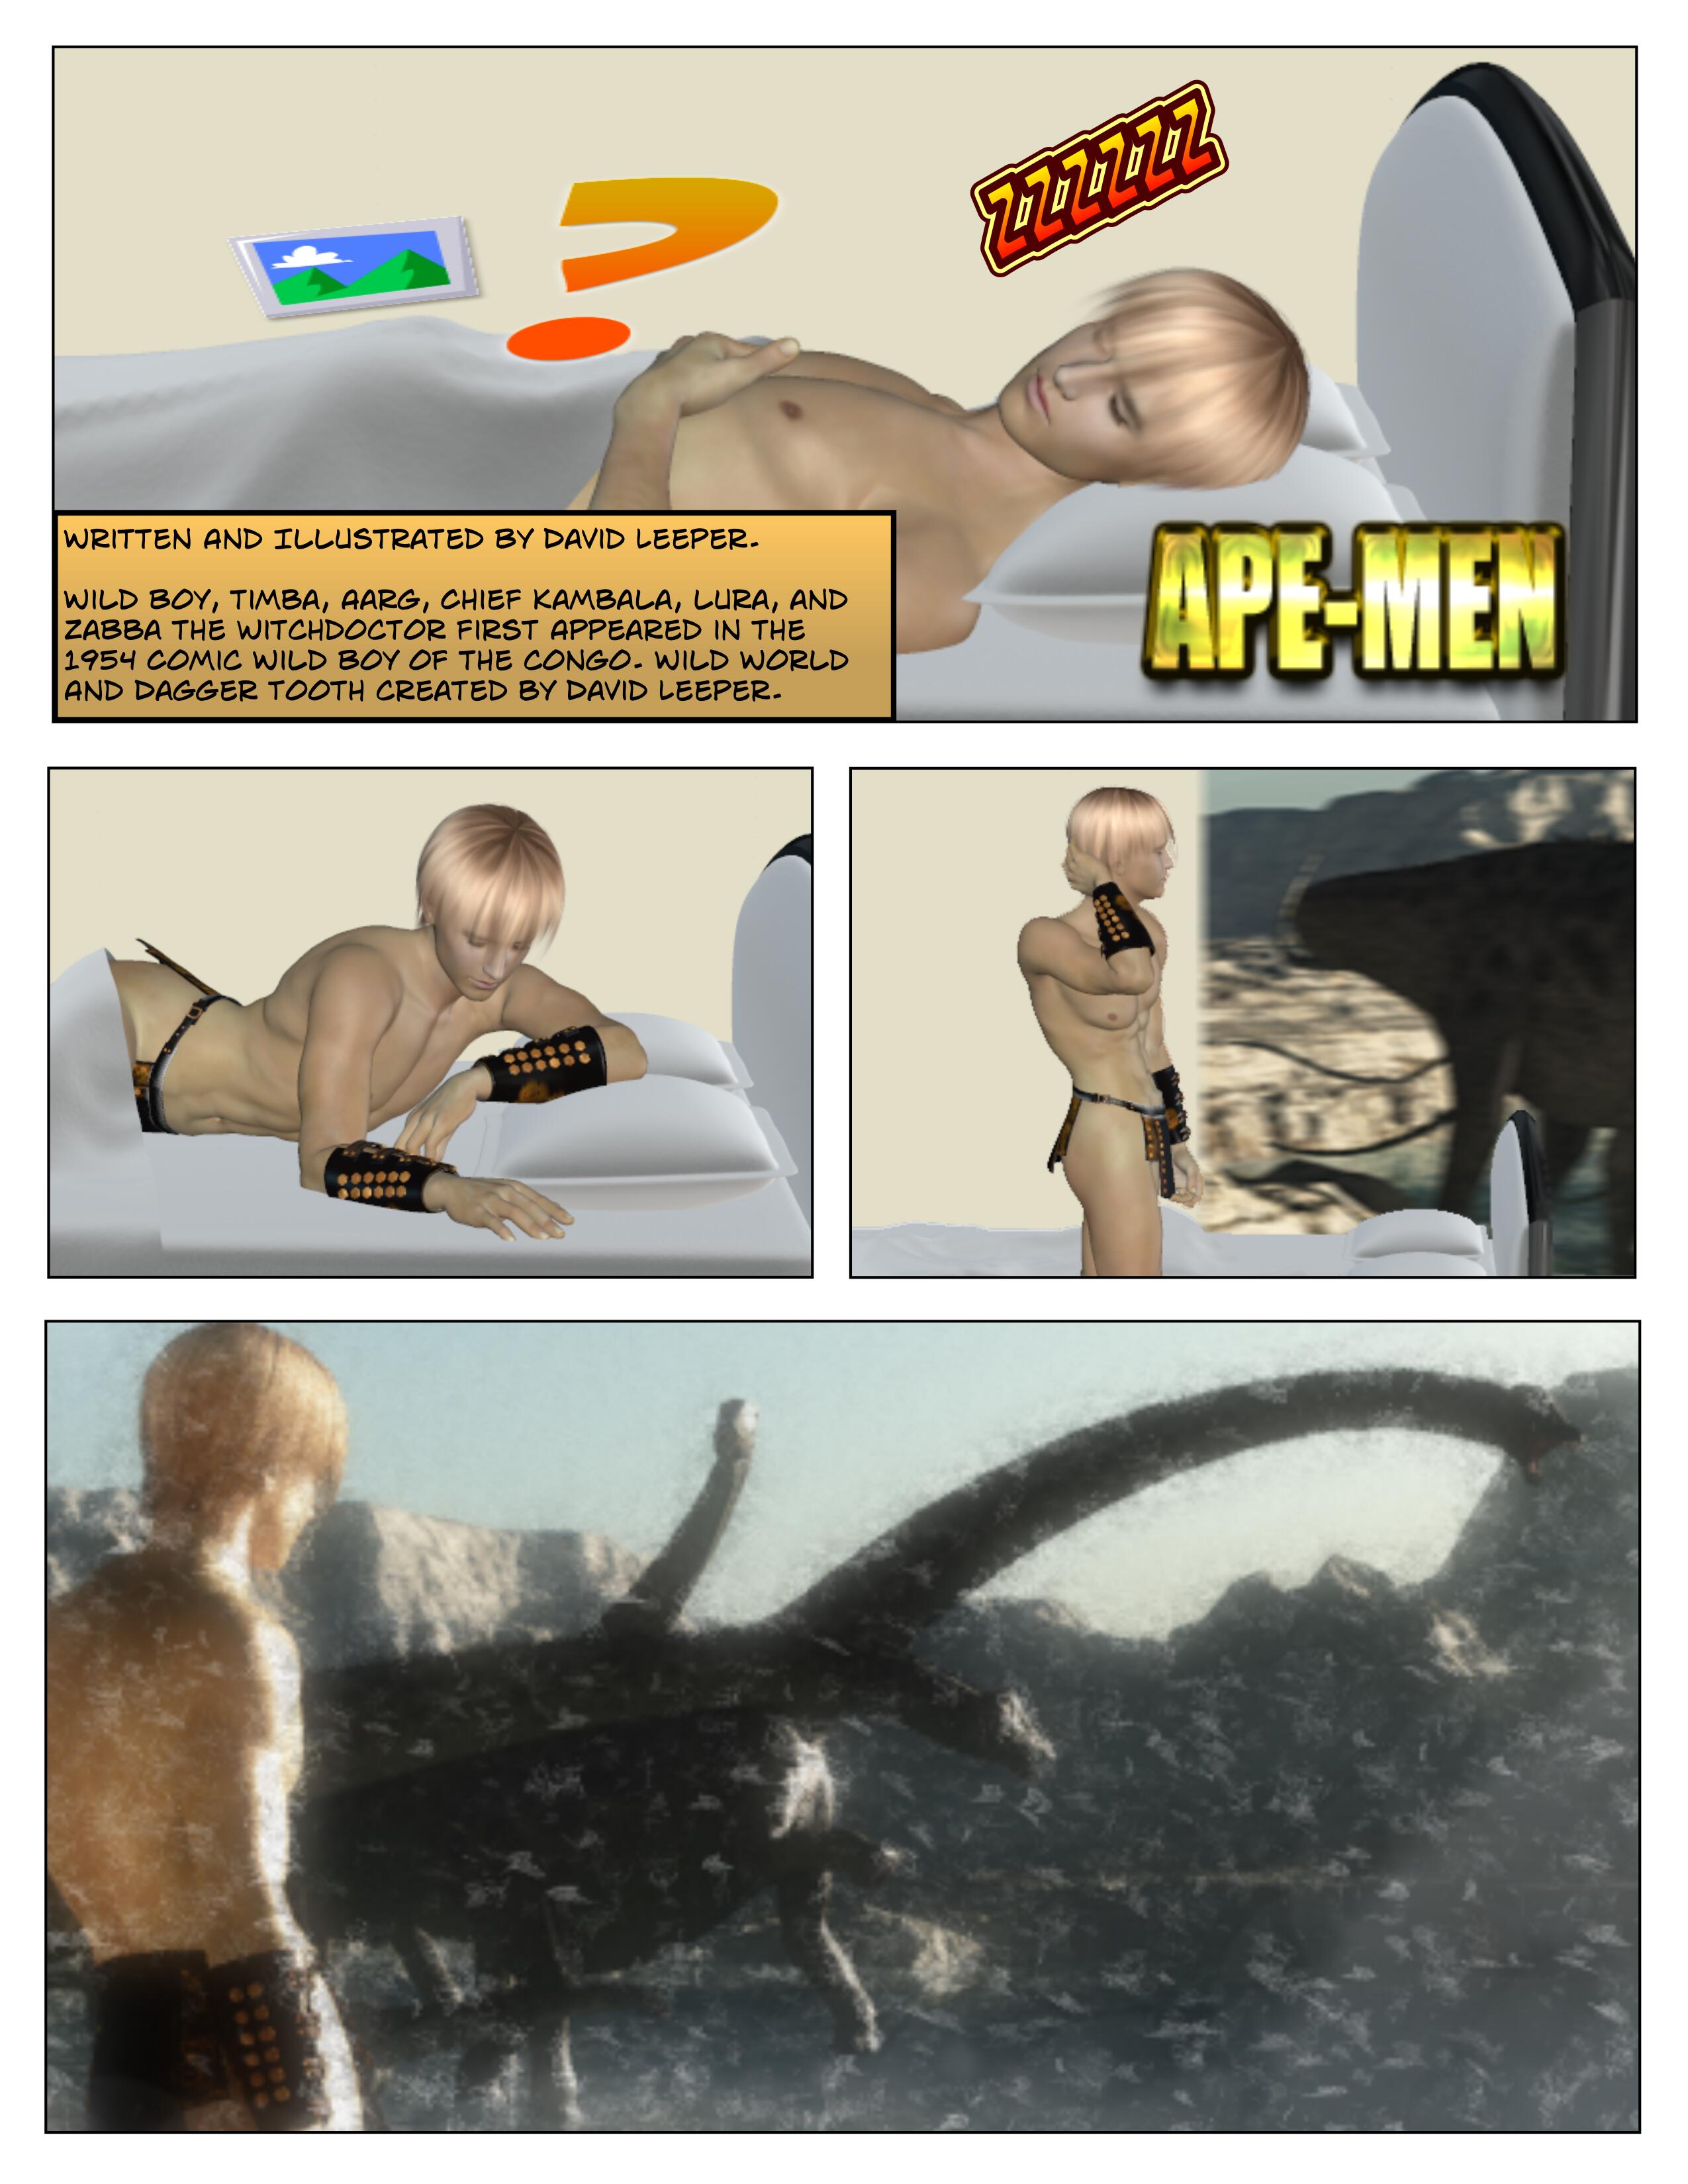 ?
ZZZZZZ
WRITTEN AND ILLUSTRATED BY DAVID LEEPER.
WILD BOY, TIMBA, AARG, CHIEF KAMBALA, LURA, AND
ZABBA THE WITCHDOCTOR FIRST APPEARED IN THE
1954 COMIC WILD BOY OF THE CONGO. WILD WORLD
AND DAGGER TOOTH CREATED BY DAVID LEEPER.
APE-MEN